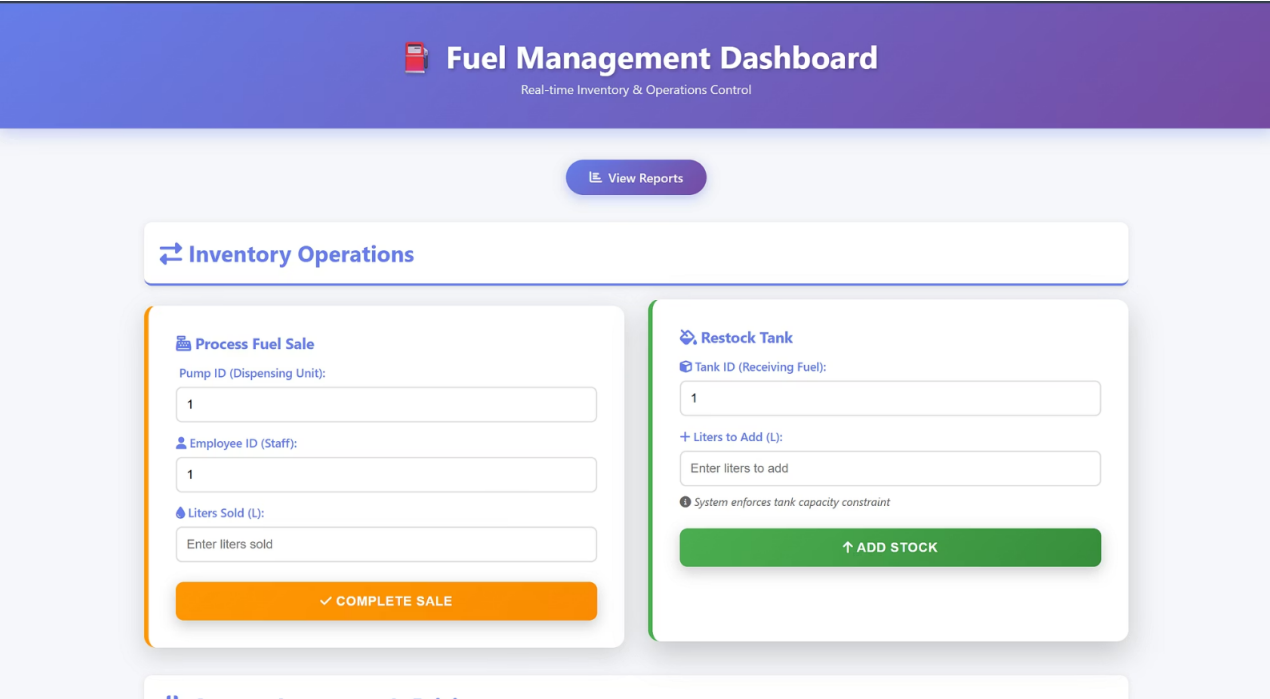 Fuel Management Dashboard
Real-time Inventory & Operations Control
View Reports
Inventory Operations
Process Fuel Sale
Pump ID (Dispensing Unit):
1
Employee ID (Staff):
1
Liters Sold (L):
Enter liters sold
COMPLETE SALE
Restock Tank
Tank ID (Receiving Fuel):
1
Liters to Add (L):
Enter liters to add
System enforces tank capacity constraint
ADD STOCK